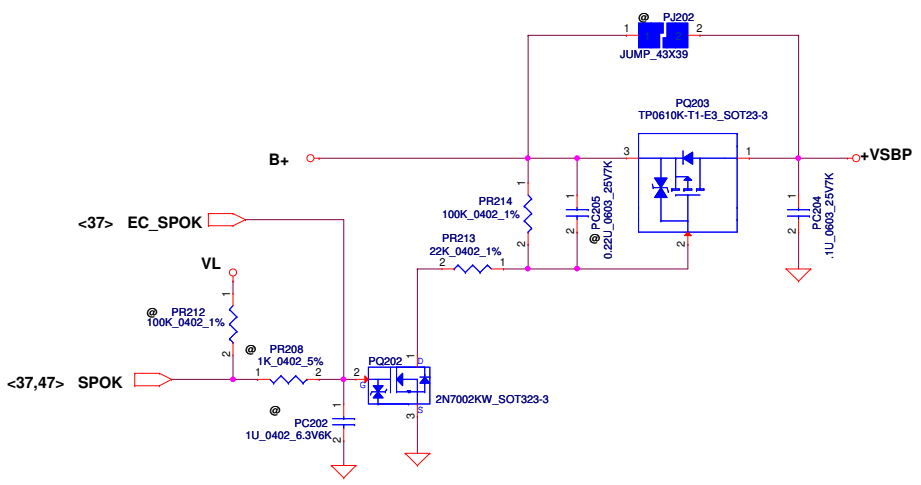 @ PJ202
1 1 2 2
JUMP_43X39
PQ203
TP0610K-T1-E3_SOT23-3
B+
3 1
+VSBP
1 1 1
PR214
100K_0402_1%
PC205
0.22U_0603_25V7K
@
PC204
.1U_0603_25V7K
2 2 2 2
<37> EC_SPOK
PR213
22K_0402_1%
2 1
VL
1
@ PR212
100K_0402_1%
2
@ PR208
1K_0402_5%
<37,47> SPOK
1 2
PQ202
1 D
2 G
S
3
2N7002KW_SOT323-3
@
1
PC202
1U_0402_6.3V6K
2